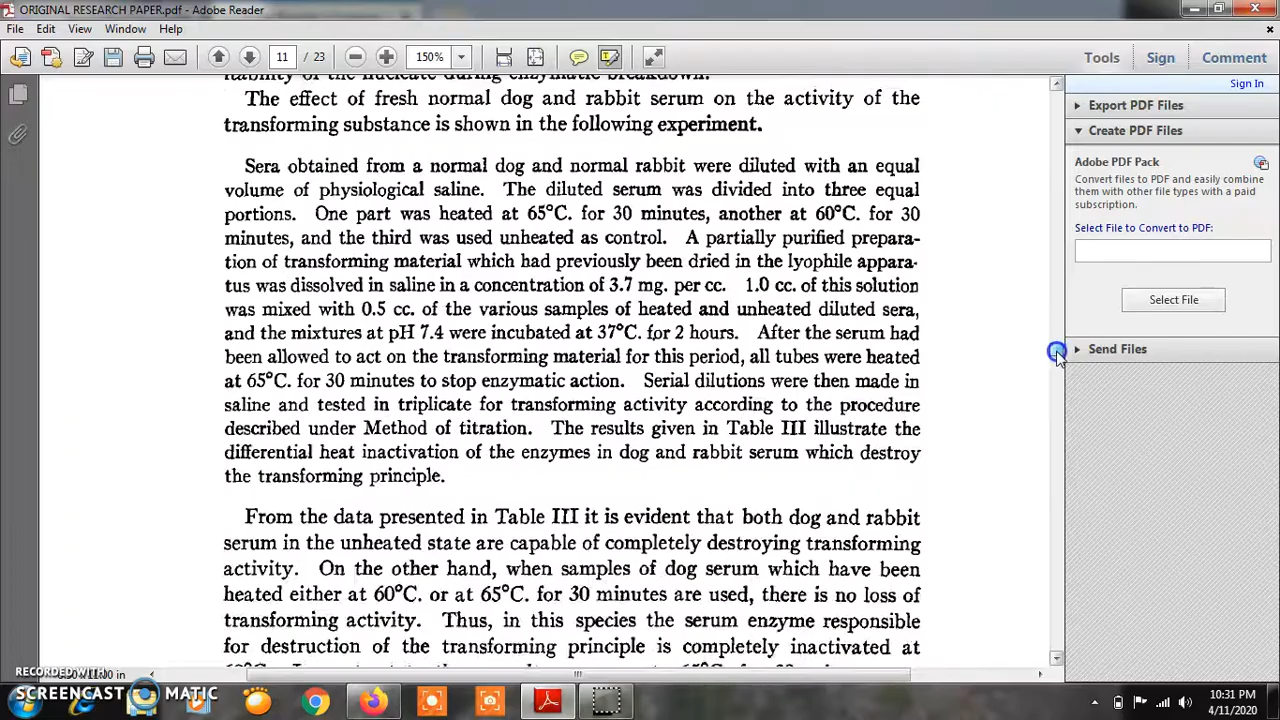 ORIGINAL RESEARCH PAPER.pdf - Adobe Reader
File Edit View Window Help
11 / 23 150% Tools Sign Comment
Sign In
Export PDF Files
Create PDF Files
Adobe PDF Pack
Convert files to PDF and easily combine
them with other file types with a paid
subscription.
Select File to Convert to PDF:
Select File
Send Files
lability of the nucleate during enzymatic breakdown.
The effect of fresh normal dog and rabbit serum on the activity of the
transforming substance is shown in the following experiment.
Sera obtained from a normal dog and normal rabbit were diluted with an equal
volume of physiological saline. The diluted serum was divided into three equal
portions. One part was heated at 65°C. for 30 minutes, another at 60°C. for 30
minutes, and the third was used unheated as control. A partially purified prepara-
tion of transforming material which had previously been dried in the lyophile appara-
tus was dissolved in saline in a concentration of 3.7 mg. per cc. 1.0 cc. of this solution
was mixed with 0.5 cc. of the various samples of heated and unheated diluted sera,
and the mixtures at pH 7.4 were incubated at 37°C. for 2 hours. After the serum had
been allowed to act on the transforming material for this period, all tubes were heated
at 65°C. for 30 minutes to stop enzymatic action. Serial dilutions were then made in
saline and tested in triplicate for transforming activity according to the procedure
described under Method of titration. The results given in Table III illustrate the
differential heat inactivation of the enzymes in dog and rabbit serum which destroy
the transforming principle.
From the data presented in Table III it is evident that both dog and rabbit
serum in the unheated state are capable of completely destroying transforming
activity. On the other hand, when samples of dog serum which have been
heated either at 60°C. or at 65°C. for 30 minutes are used, there is no loss of
transforming activity. Thus, in this species the serum enzyme responsible
for destruction of the transforming principle is completely inactivated at
RECORDED WITH
SCREENCAST MATIC
10:31 PM
4/11/2020